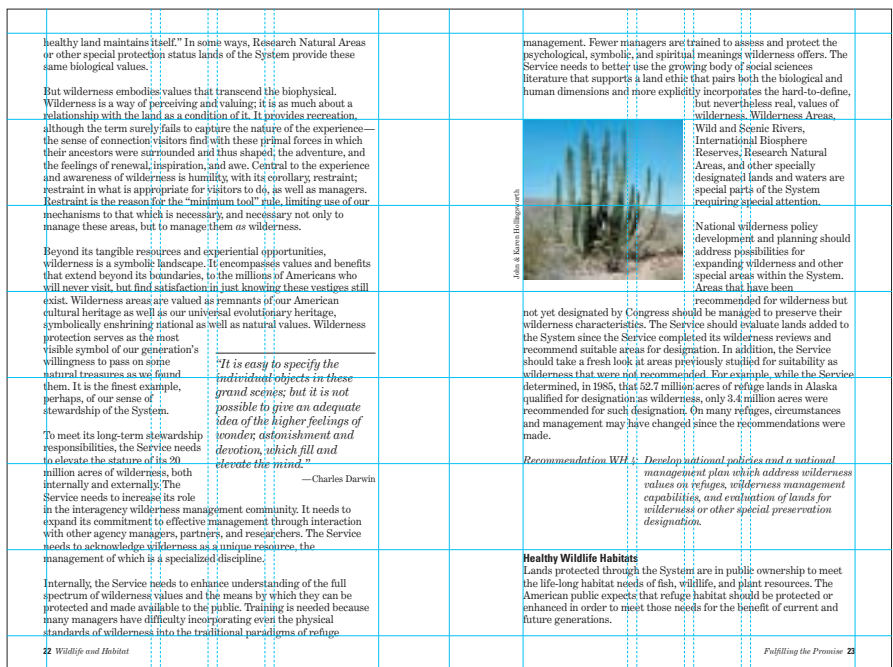 healthy land maintains itself.” In some ways, Research Natural Areas
or other special protection status lands of the System provide these
same biological values.
But wilderness embodies values that transcend the biophysical.
Wilderness is a way of perceiving and valuing; it is as much about a
relationship with the land as a condition of it. It provides recreation,
although the term surely fails to capture the nature of the experience—
the sense of connection visitors find with these primal forces in which
their ancestors were surrounded and thus shaped, the adventure, and
the feelings of renewal, inspiration, and awe. Central to the experience
and awareness of wilderness is humility, with its corollary, restraint;
restraint in what is appropriate for visitors to do, as well as managers.
Restraint is the reason for the “minimum tool” rule, limiting use of our
mechanisms to that which is necessary, and necessary not only to
manage these areas, but to manage them as wilderness.
Beyond its tangible resources and experiential opportunities,
wilderness is a symbolic landscape. It encompasses values and benefits
that extend beyond its boundaries, to the millions of Americans who
will never visit, but find satisfaction in just knowing these vestiges still
exist. Wilderness areas are valued as remnants of our American
cultural heritage as well as our universal evolutionary heritage,
symbolically enshrining national as well as natural values. Wilderness
protection serves as the most
visible symbol of our generation’s
willingness to pass on some
natural treasures as we found
them. It is the finest example,
perhaps, of our sense of
stewardship of the System.
“It is easy to specify the
individual objects in these
grand scenes; but it is not
possible to give an adequate
idea of the higher feelings of
wonder, astonishment and
devotion, which fill and
elevate the mind.”
—Charles Darwin
To meet its long-term stewardship
responsibilities, the Service needs
to elevate the stature of its 20
million acres of wilderness, both
internally and externally. The
Service needs to increase its role
in the interagency wilderness management community. It needs to
expand its commitment to effective management through interaction
with other agency managers, partners, and researchers. The Service
needs to acknowledge wilderness as a unique resource, the
management of which is a specialized discipline.
Internally, the Service needs to enhance understanding of the full
spectrum of wilderness values and the means by which they can be
protected and made available to the public. Training is needed because
many managers have difficulty incorporating even the physical
standards of wilderness into the traditional paradigms of refuge
22 Wildlife and Habitat
management. Fewer managers are trained to assess and protect the
psychological, symbolic, and spiritual meanings wilderness offers. The
Service needs to better use the growing body of social sciences
literature that supports a land ethic that pairs both the biological and
human dimensions and more explicitly incorporates the hard-to-define,
but nevertheless real, values of
wilderness. Wilderness Areas,
Wild and Scenic Rivers,
International Biosphere
Reserves, Research Natural
Areas, and other specially
designated lands and waters are
special parts of the System
requiring special attention.
John & Karen Hollingsworth
National wilderness policy
development and planning should
address possibilities for
expanding wilderness and other
special areas within the System.
Areas that have been
recommended for wilderness but
not yet designated by Congress should be managed to preserve their
wilderness characteristics. The Service should evaluate lands added to
the System since the Service completed its wilderness reviews and
recommend suitable areas for designation. In addition, the Service
should take a fresh look at areas previously studied for suitability as
wilderness that were not recommended. For example, while the Service
determined, in 1985, that 52.7 million acres of refuge lands in Alaska
qualified for designation as wilderness, only 3.4 million acres were
recommended for such designation. On many refuges, circumstances
and management may have changed since the recommendations were
made.
Recommendation WH Develop national policies and a national
management plan which address wilderness
values on refuges, wilderness management
capabilities, and evaluation of lands for
wilderness or other special preservation
designation.
Healthy Wildlife Habitats
Lands protected through the System are in public ownership to meet
the life-long habitat needs of fish, wildlife, and plant resources. The
American public expects that refuge habitat should be protected or
enhanced in order to meet those needs for the benefit of current and
future generations.
Fulfilling the Promise 23